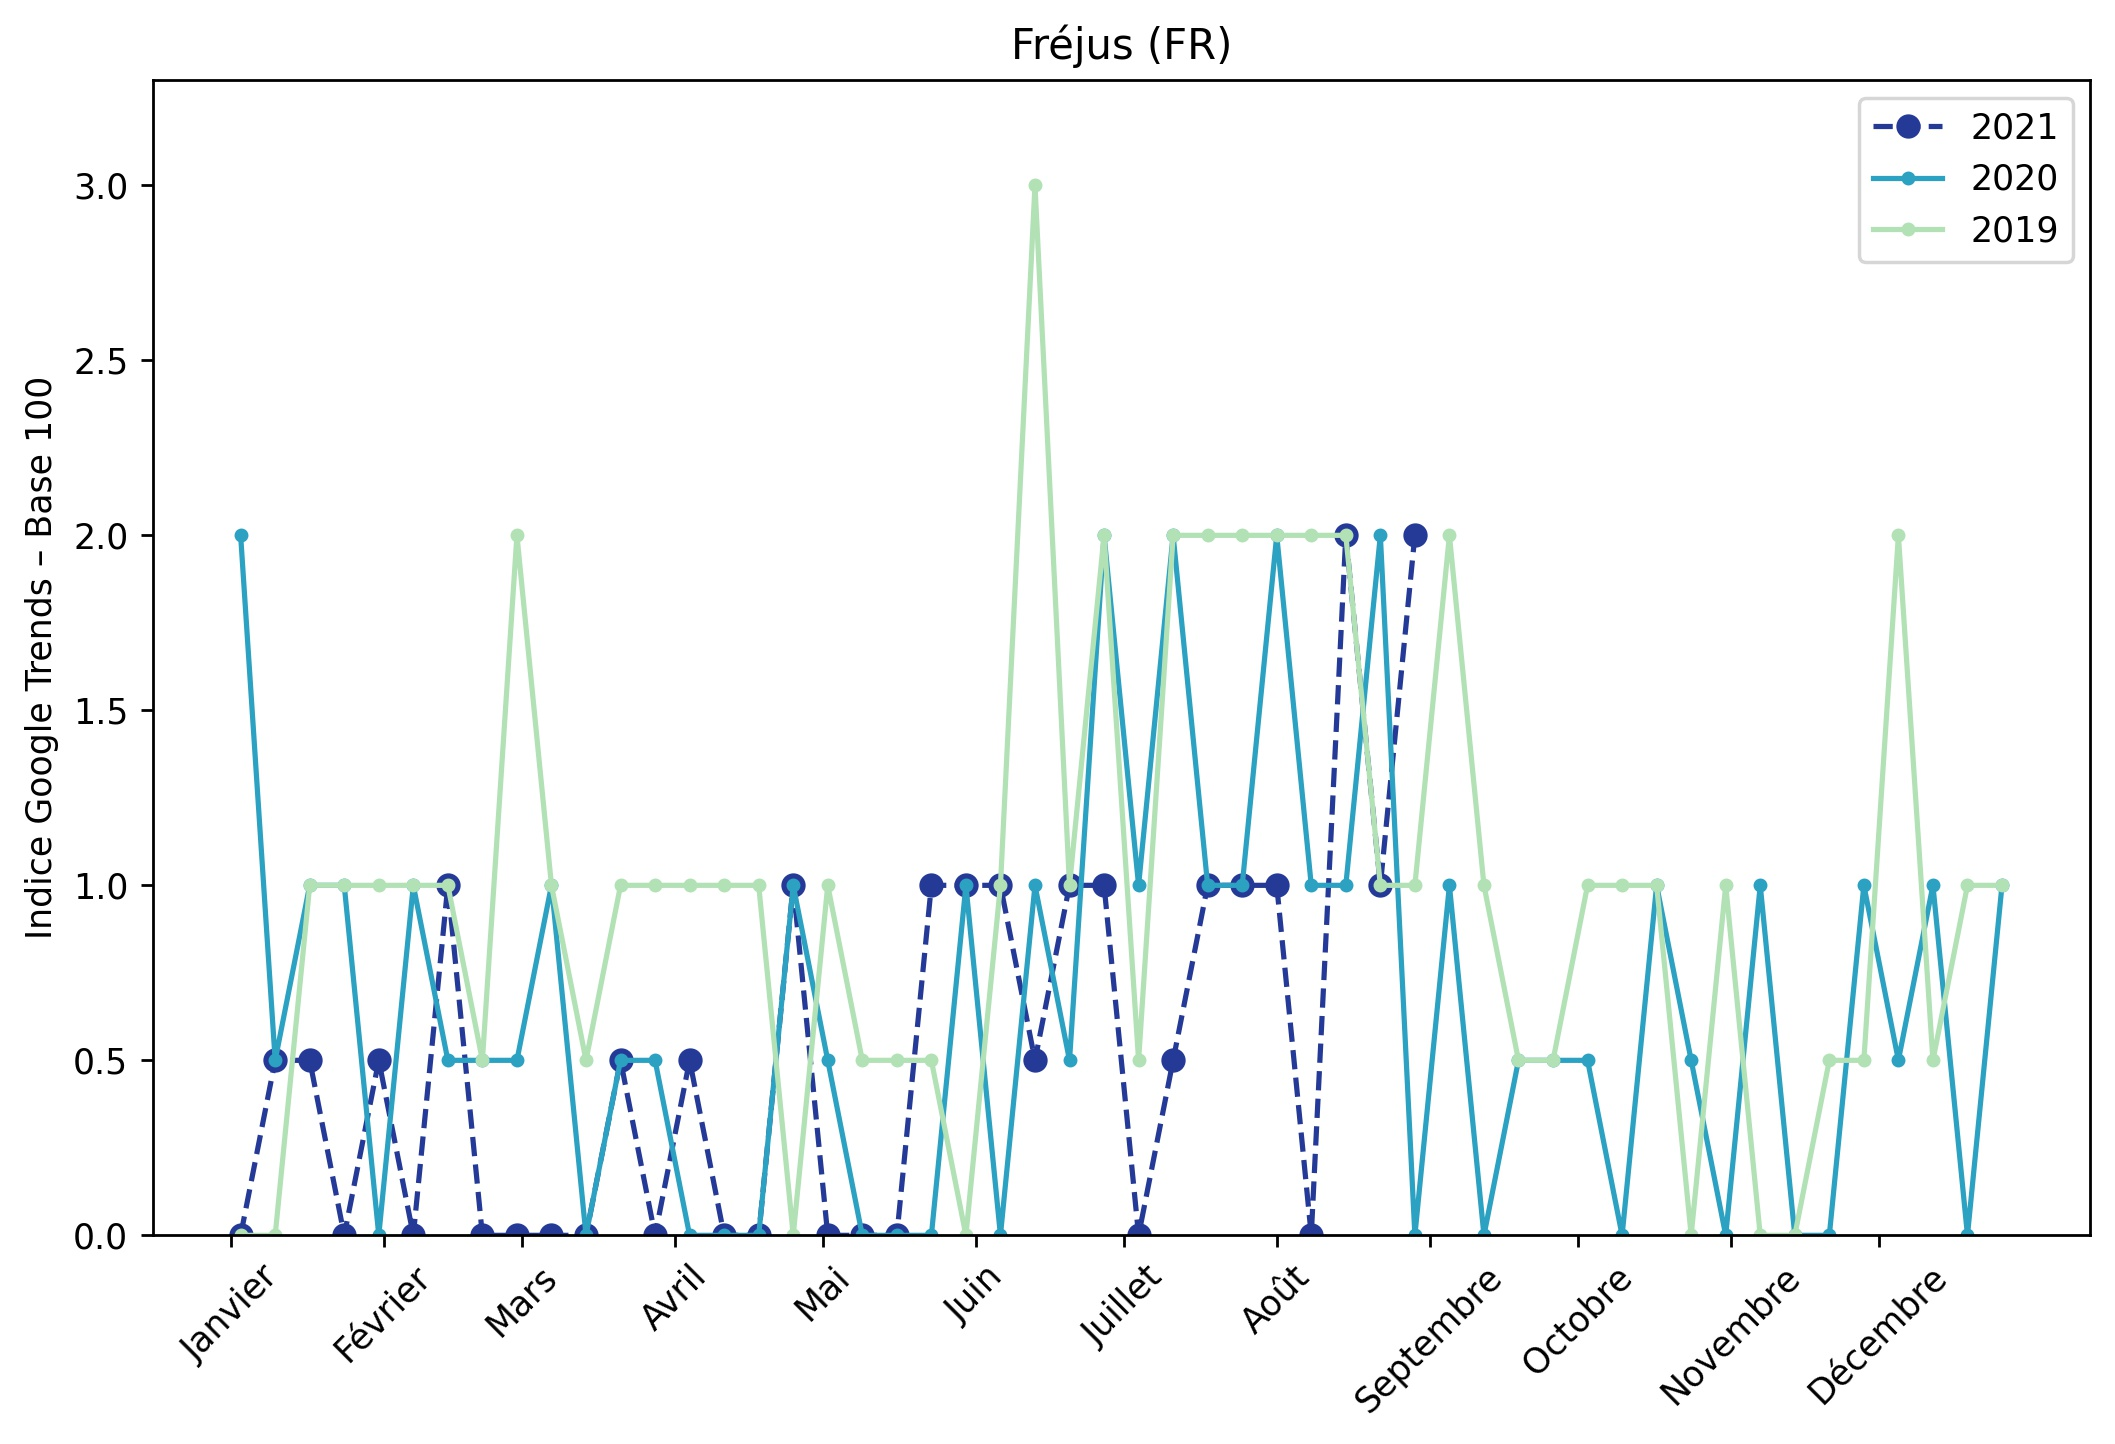 Fréjus (FR)
2021
2020
2019
Indice Google Trends – Base 100
3.0
2.5
2.0
1.5
1.0
0.5
0.0
Janvier
Février
Mars
Avril
Mai
Juin
Juillet
Août
Septembre
Octobre
Novembre
Décembre